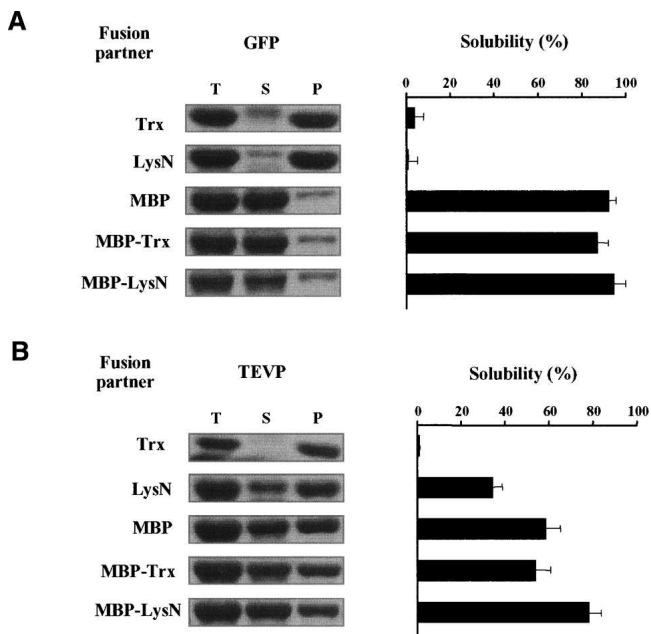 A
Fusion partner
GFP
Solubility (%)
T S P
0 20 40 60 80 100
Trx
LysN
MBP
MBP-Trx
MBP-LysN
B
Fusion partner
TEVP
Solubility (%)
T S P
0 20 40 60 80 100
Trx
LysN
MBP
MBP-Trx
MBP-LysN